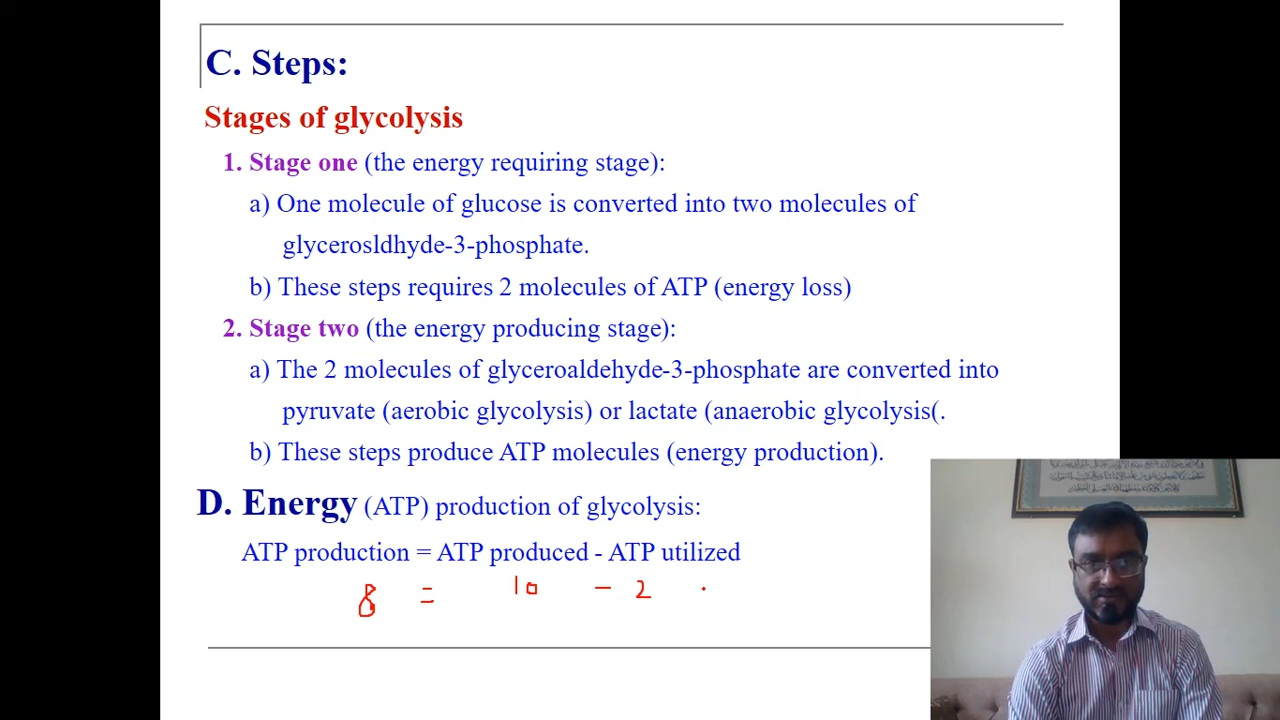 C. Steps:
Stages of glycolysis
1. Stage one (the energy requiring stage):
a) One molecule of glucose is converted into two molecules of
glycerosldhyde-3-phosphate.
b) These steps requires 2 molecules of ATP (energy loss)
2. Stage two (the energy producing stage):
a) The 2 molecules of glyceroaldehyde-3-phosphate are converted into
pyruvate (aerobic glycolysis) or lactate (anaerobic glycolysis(.
b) These steps produce ATP molecules (energy production).
D. Energy (ATP) production of glycolysis:
ATP production = ATP produced - ATP utilized
8 = 10 - 2